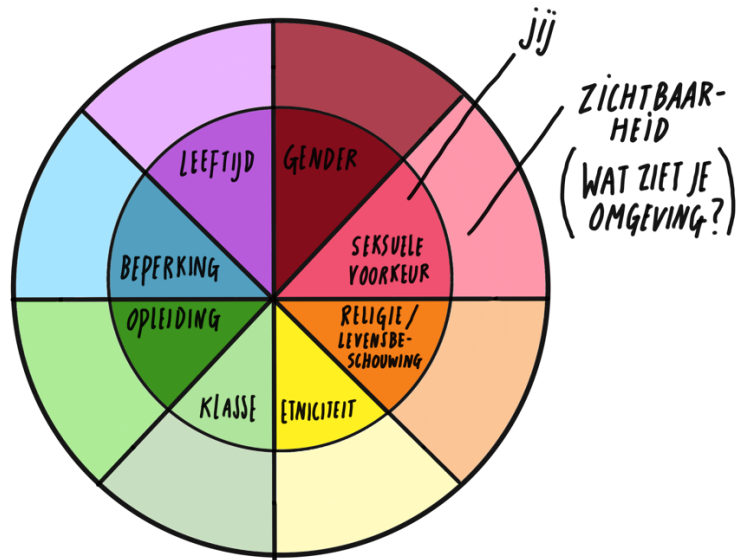 jij
ZICHTBAAR-
HEID
(WAT ZIET JE
OMGEVING?)
LEEFTIJD
GENDER
SEKSUELE
VOORKEUR
RELIGIE/
LEVENSBE-
SCHOUWING
ETNICITEIT
KLASSE
OPLEIDING
BEPERKING